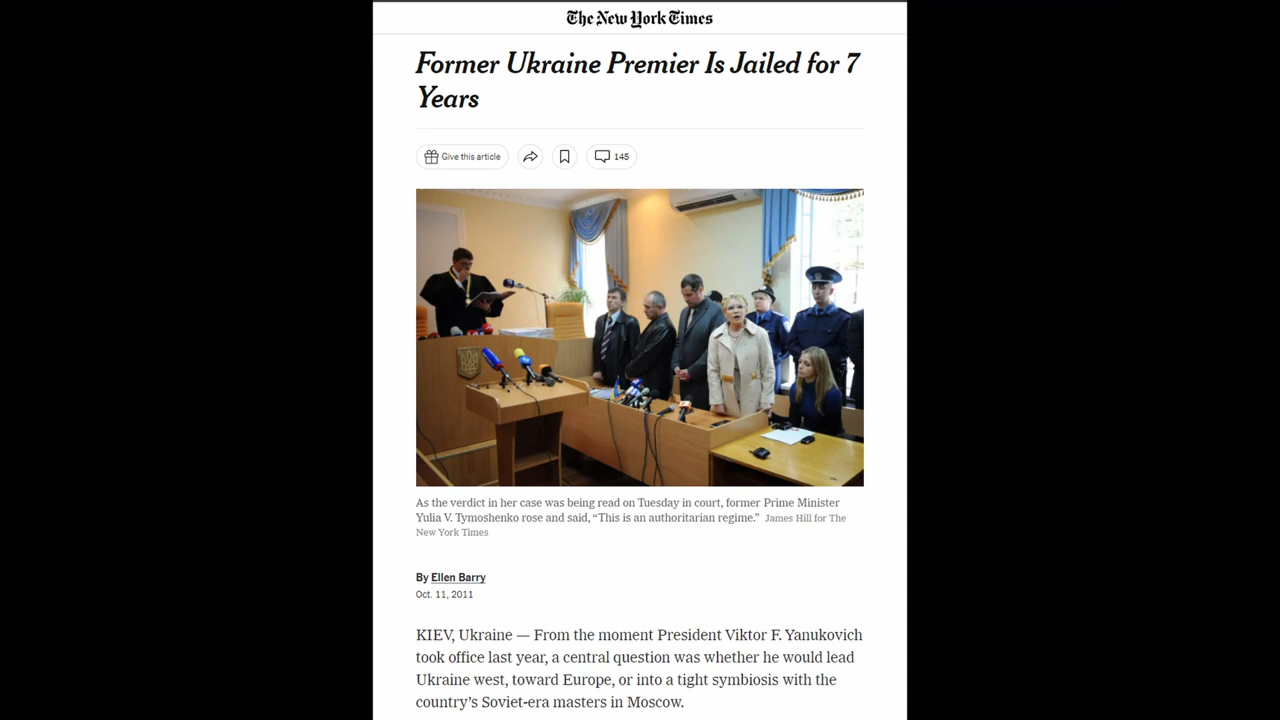 The New York Times
Former Ukraine Premier Is Jailed for 7
Years
Give this article
145
As the verdict in her case was being read on Tuesday in court, former Prime Minister
Yulia V. Tymoshenko rose and said, “This is an authoritarian regime.” James Hill for The
New York Times
By Ellen Barry
Oct. 11, 2011
KIEV, Ukraine — From the moment President Viktor F. Yanukovich
took office last year, a central question was whether he would lead
Ukraine west, toward Europe, or into a tight symbiosis with the
country’s Soviet-era masters in Moscow.